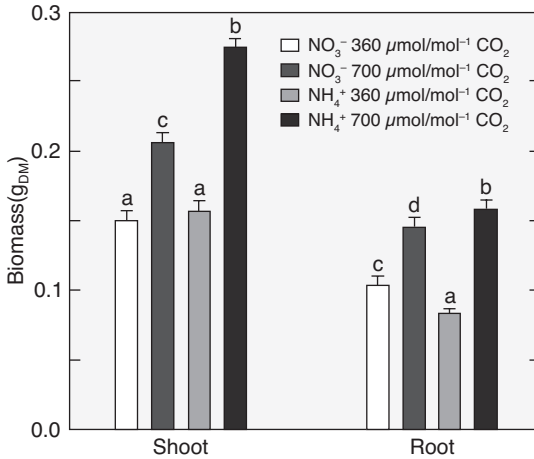 0.3
0.2
0.1
0.0
Biomass(g_DM)
NO₃⁻ 360 µmol/mol⁻¹ CO₂
NO₃⁻ 700 µmol/mol⁻¹ CO₂
NH₄⁺ 360 µmol/mol⁻¹ CO₂
NH₄⁺ 700 µmol/mol⁻¹ CO₂
a
c
a
b
c
d
a
b
Shoot
Root